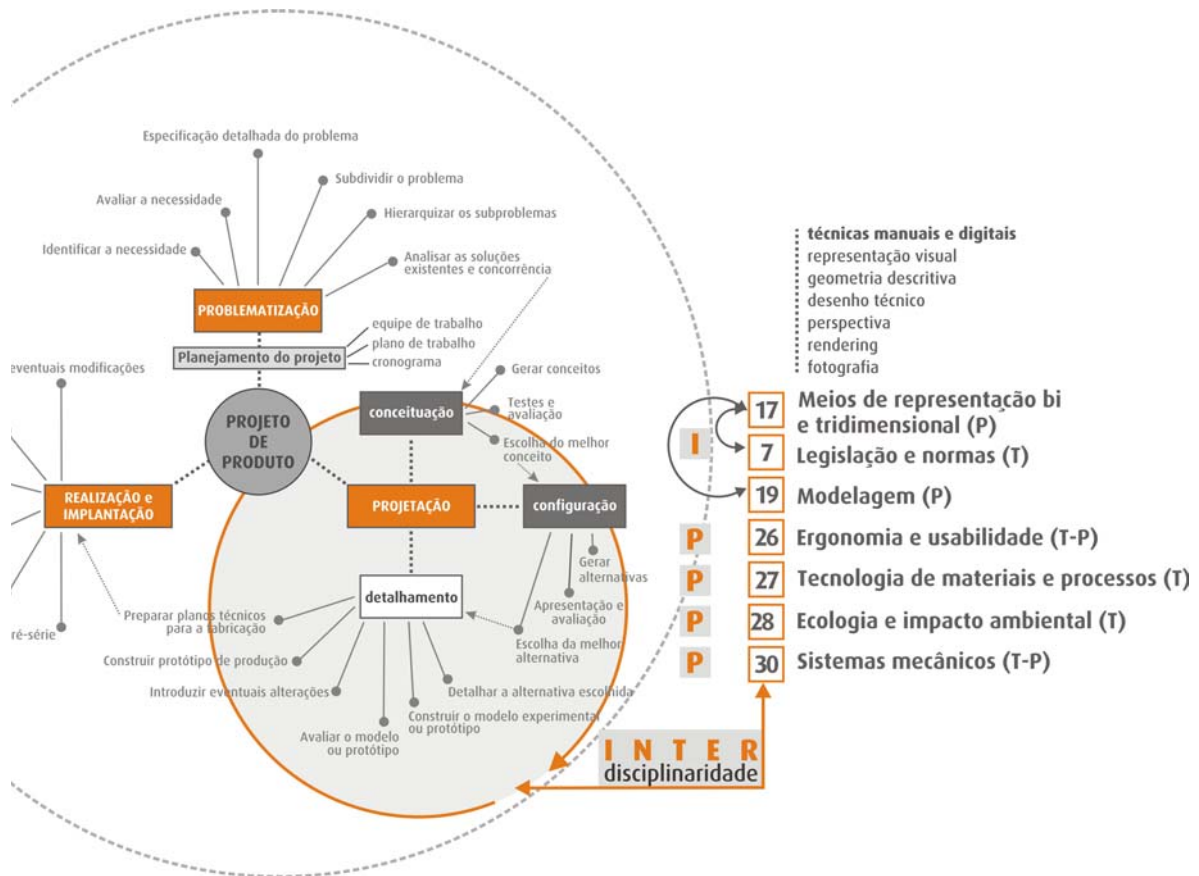 Especificação detalhada do problema
Subdividir o problema
Avaliar a necessidade
Hierarquizar os subproblemas
Identificar a necessidade
Analisar as soluções
existentes e concorrência
PROBLEMATIZAÇÃO
equipe de trabalho
Planejamento do projeto
plano de trabalho
cronograma
eventuais modificações
PROJETO
DE
PRODUTO
conceituação
Gerar conceitos
Testes e
avaliação
Escolha do melhor
conceito
REALIZAÇÃO e
IMPLANTAÇÃO
PROJETAÇÃO
configuração
Gerar
alternativas
Apresentação e
avaliação
Escolha da melhor
alternativa
detalhamento
Preparar planos técnicos
para a fabricação
ré-série
Construir protótipo de produção
Introduzir eventuais alterações
Avaliar o modelo
ou protótipo
Construir o modelo experimental
ou protótipo
Detalhar a alternativa escolhida
técnicas manuais e digitais
representação visual
geometria descritiva
desenho técnico
perspectiva
rendering
fotografia
17 Meios de representação bi
e tridimensional (P)
I
7 Legislação e normas (T)
19 Modelagem (P)
P 26 Ergonomia e usabilidade (T-P)
P 27 Tecnologia de materiais e processos (T)
P 28 Ecologia e impacto ambiental (T)
P 30 Sistemas mecânicos (T-P)
INTER
disciplinaridade